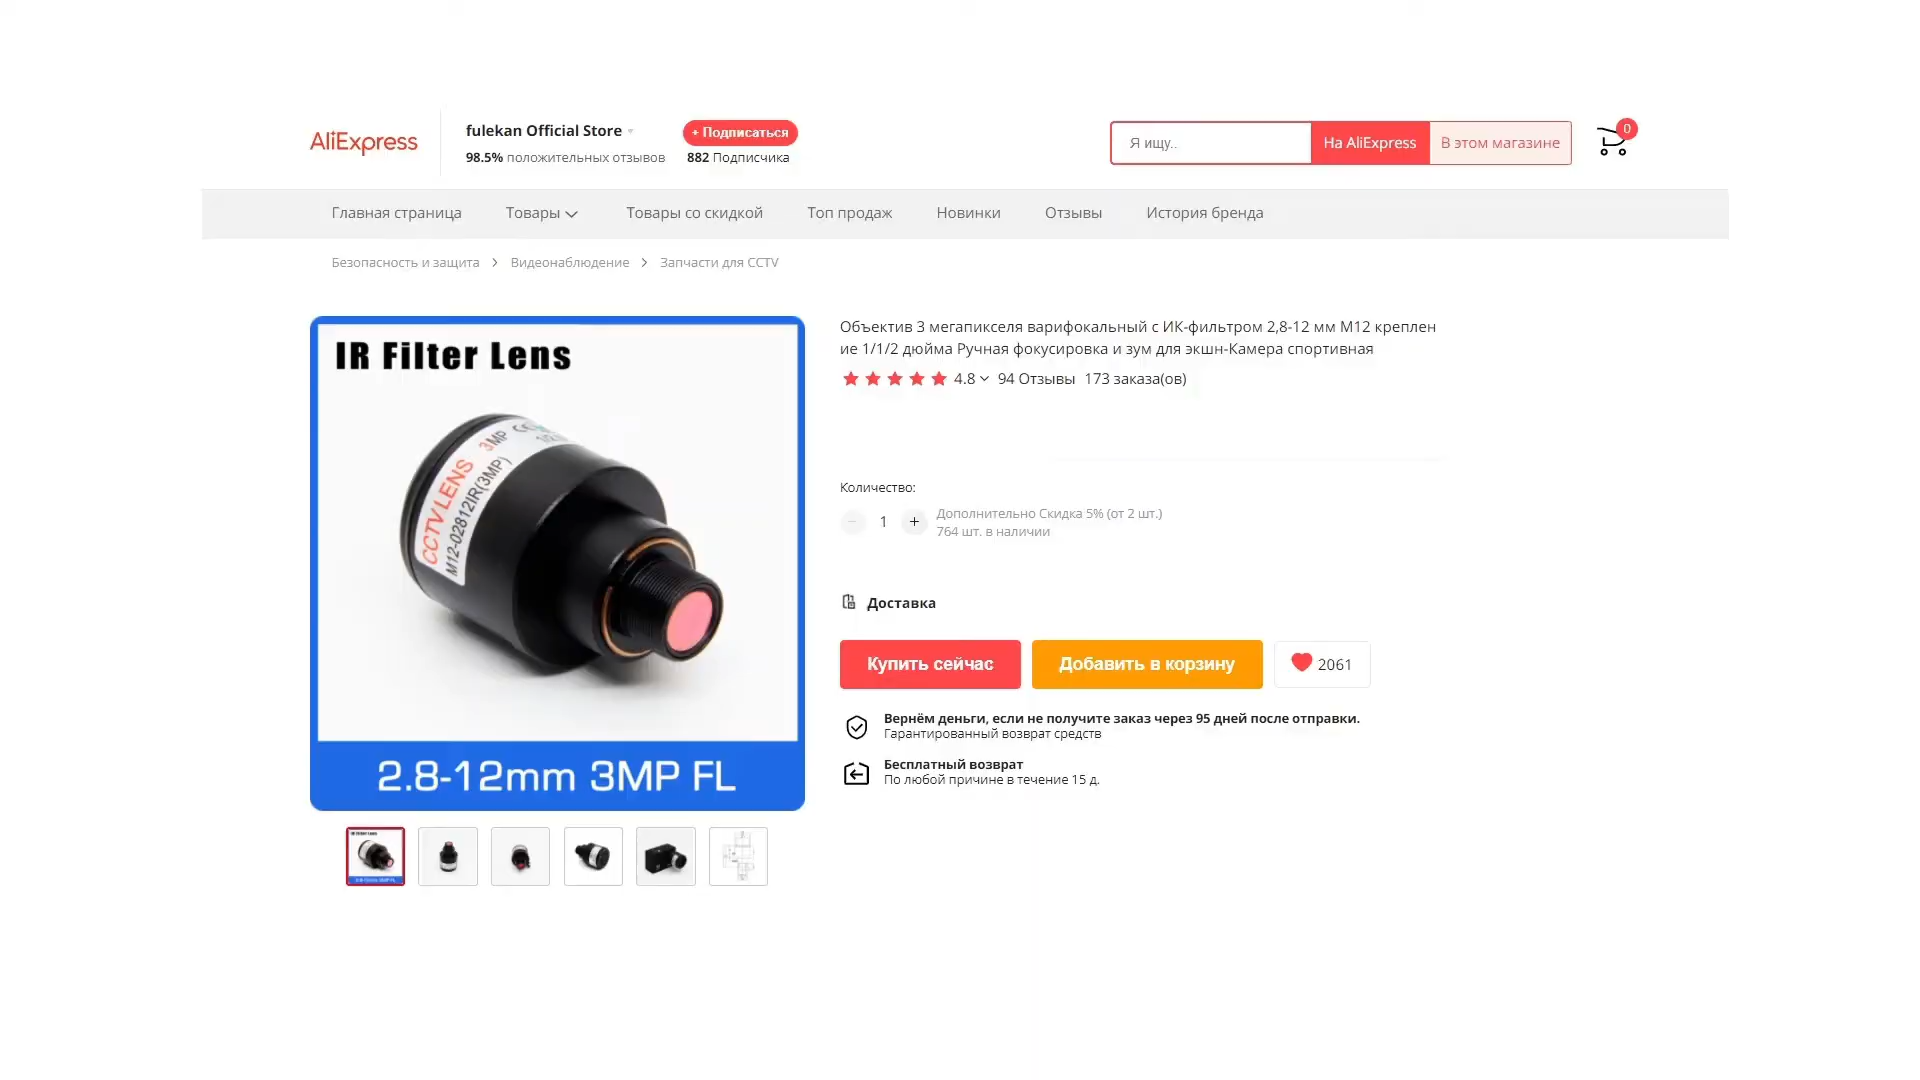 AliExpress
fulekan Official Store
98.5% положительных отзывов
+ Подписаться
882 Подписчика
Я ищу..
На AliExpress
В этом магазине
0
Главная страница
Товары
Товары со скидкой
Топ продаж
Новинки
Отзывы
История бренда
Безопасность и защита > Видеонаблюдение > Запчасти для CCTV
IR Filter Lens
CCTV LENS 3MP
M12-02812IR(3MP)
2.8-12mm 3MP FL
Объектив 3 мегапикселя варифокальный с ИК-фильтром 2,8-12 мм M12 креплен
ие 1/1/2 дюйма Ручная фокусировка и зум для экшн-Камера спортивная
4.8 94 Отзывы 173 заказа(ов)
Количество:
1 +
Дополнительно Скидка 5% (от 2 шт.)
764 шт. в наличии
Доставка
Купить сейчас
Добавить в корзину
2061
Вернём деньги, если не получите заказ через 95 дней после отправки.
Гарантированный возврат средств
Бесплатный возврат
По любой причине в течение 15 д.